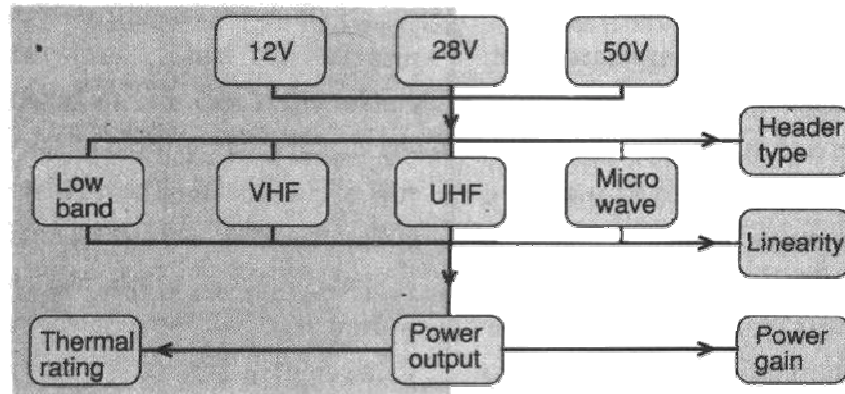 12V
28V
50V
Header
type
Low
band
VHF
UHF
Micro
wave
Linearity
Thermal
rating
Power
output
Power
gain